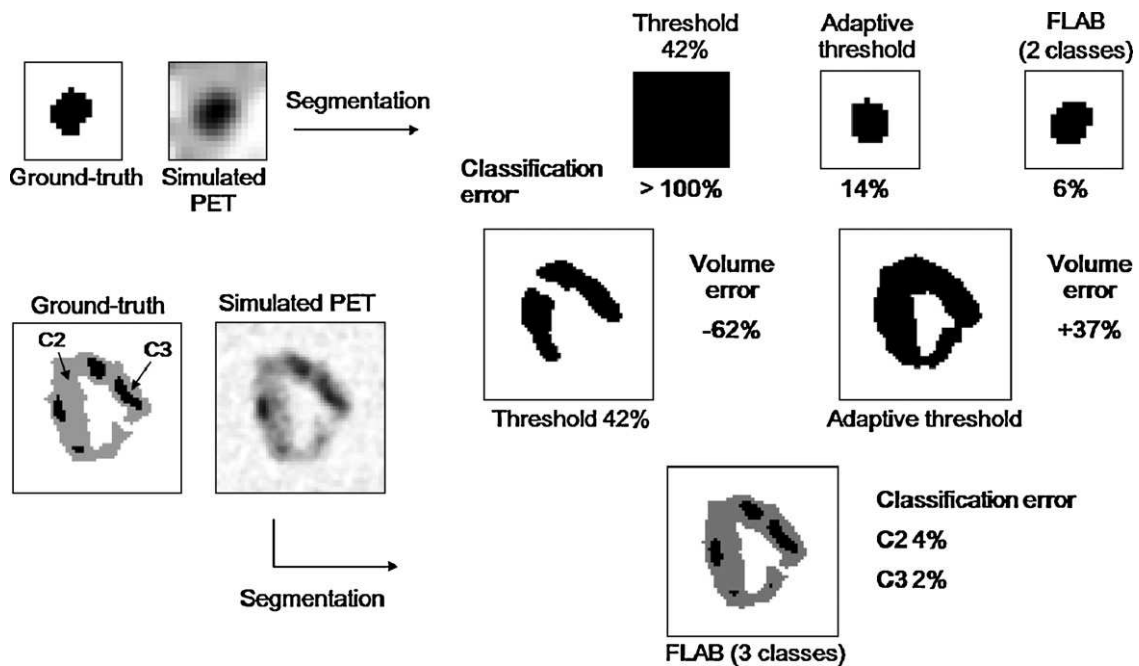 Threshold
42%
Adaptive
threshold
FLAB
(2 classes)
Segmentation
Ground-truth
Simulated
PET
Classification
error
> 100%
14%
6%
Ground-truth
Simulated PET
C2
C3
Volume
error
-62%
Volume
error
+37%
Threshold 42%
Adaptive threshold
Segmentation
Classification error
C2 4%
C3 2%
FLAB (3 classes)